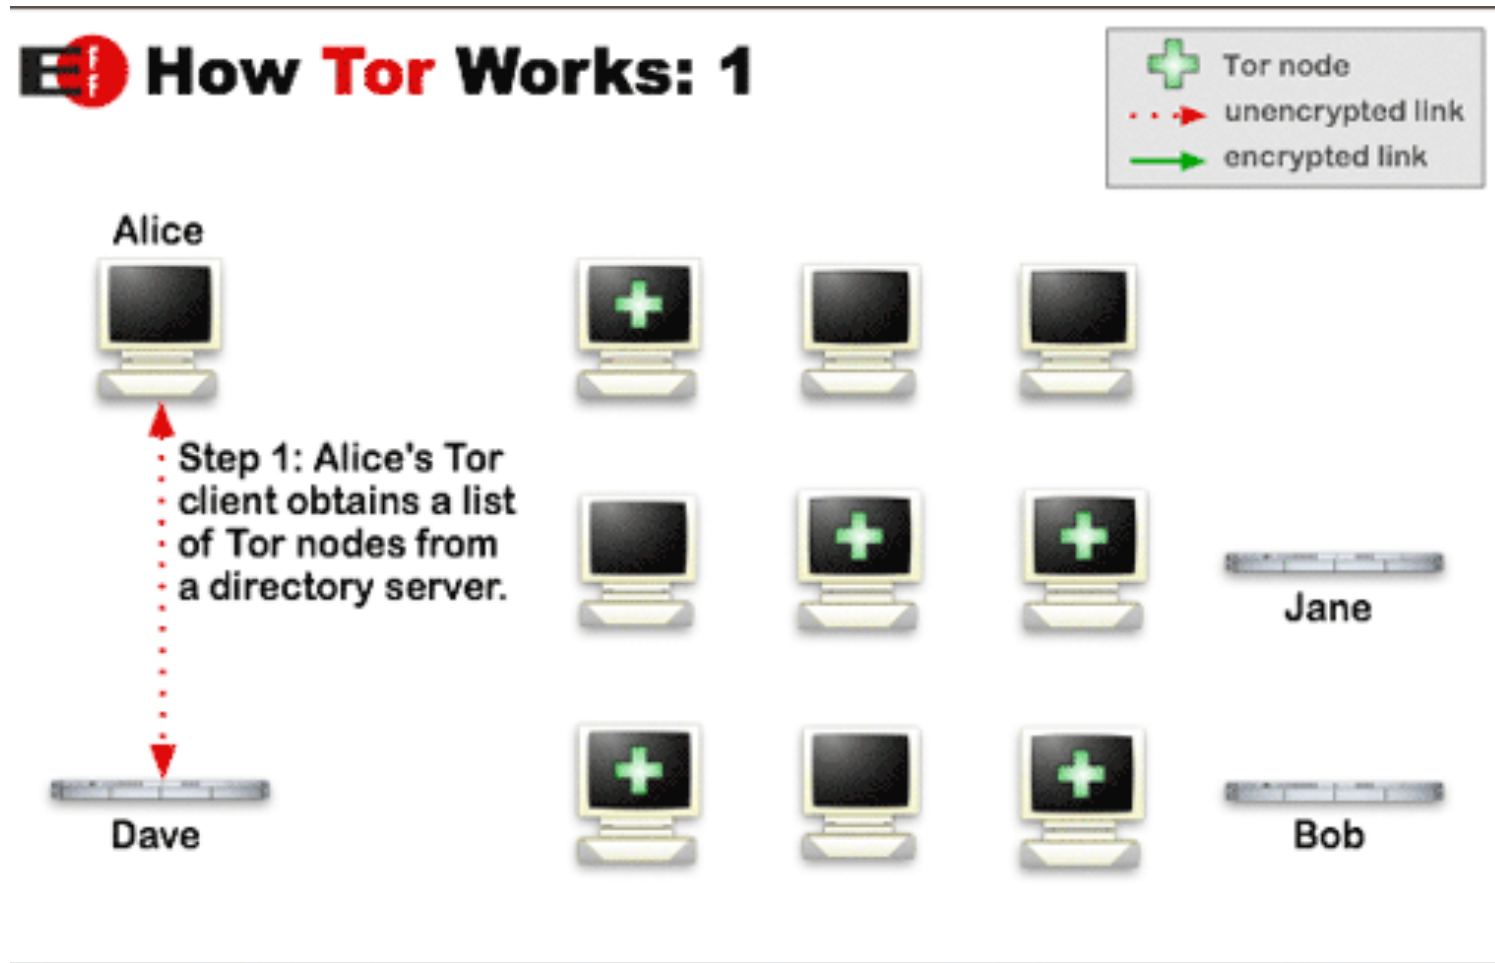 EFF How Tor Works: 1
Tor node
unencrypted link
encrypted link
Alice
Step 1: Alice's Tor
client obtains a list
of Tor nodes from
a directory server.
Jane
Dave
Bob